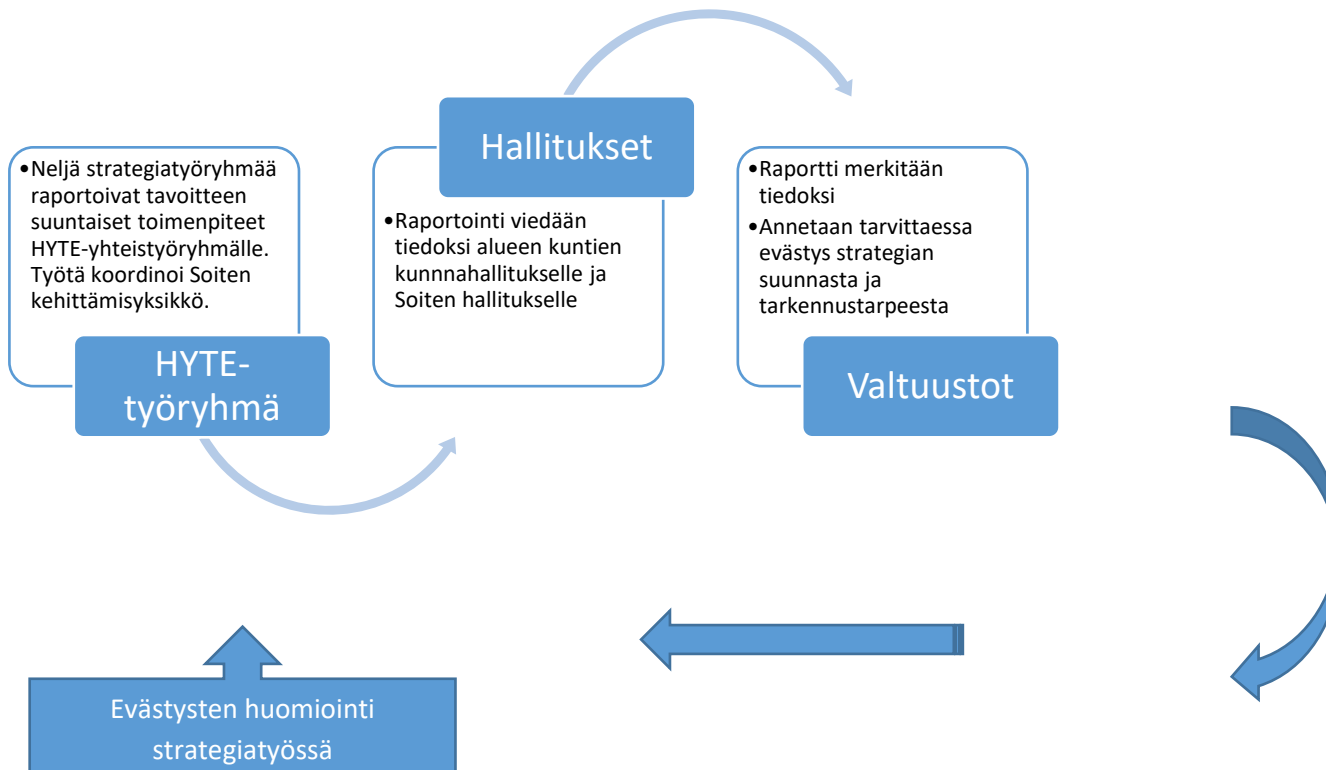 •Neljä strategiatyöryhmää
raportoivat tavoitteen
suuntaiset toimenpiteet
HYTE-yhteistyöryhmälle.
Työtä koordinoi Soiten
kehittämisyksikkö.
HYTE-
työryhmä
Hallitukset
•Raportointi viedään
tiedoksi alueen kuntien
kunnnahallitukselle ja
Soiten hallitukselle
•Raportti merkitään
tiedoksi
•Annetaan tarvittaessa
evästys strategian
suunnasta ja
tarkennustarpeesta
Valtuustot
Evästysten huomiointi
strategiatyössä